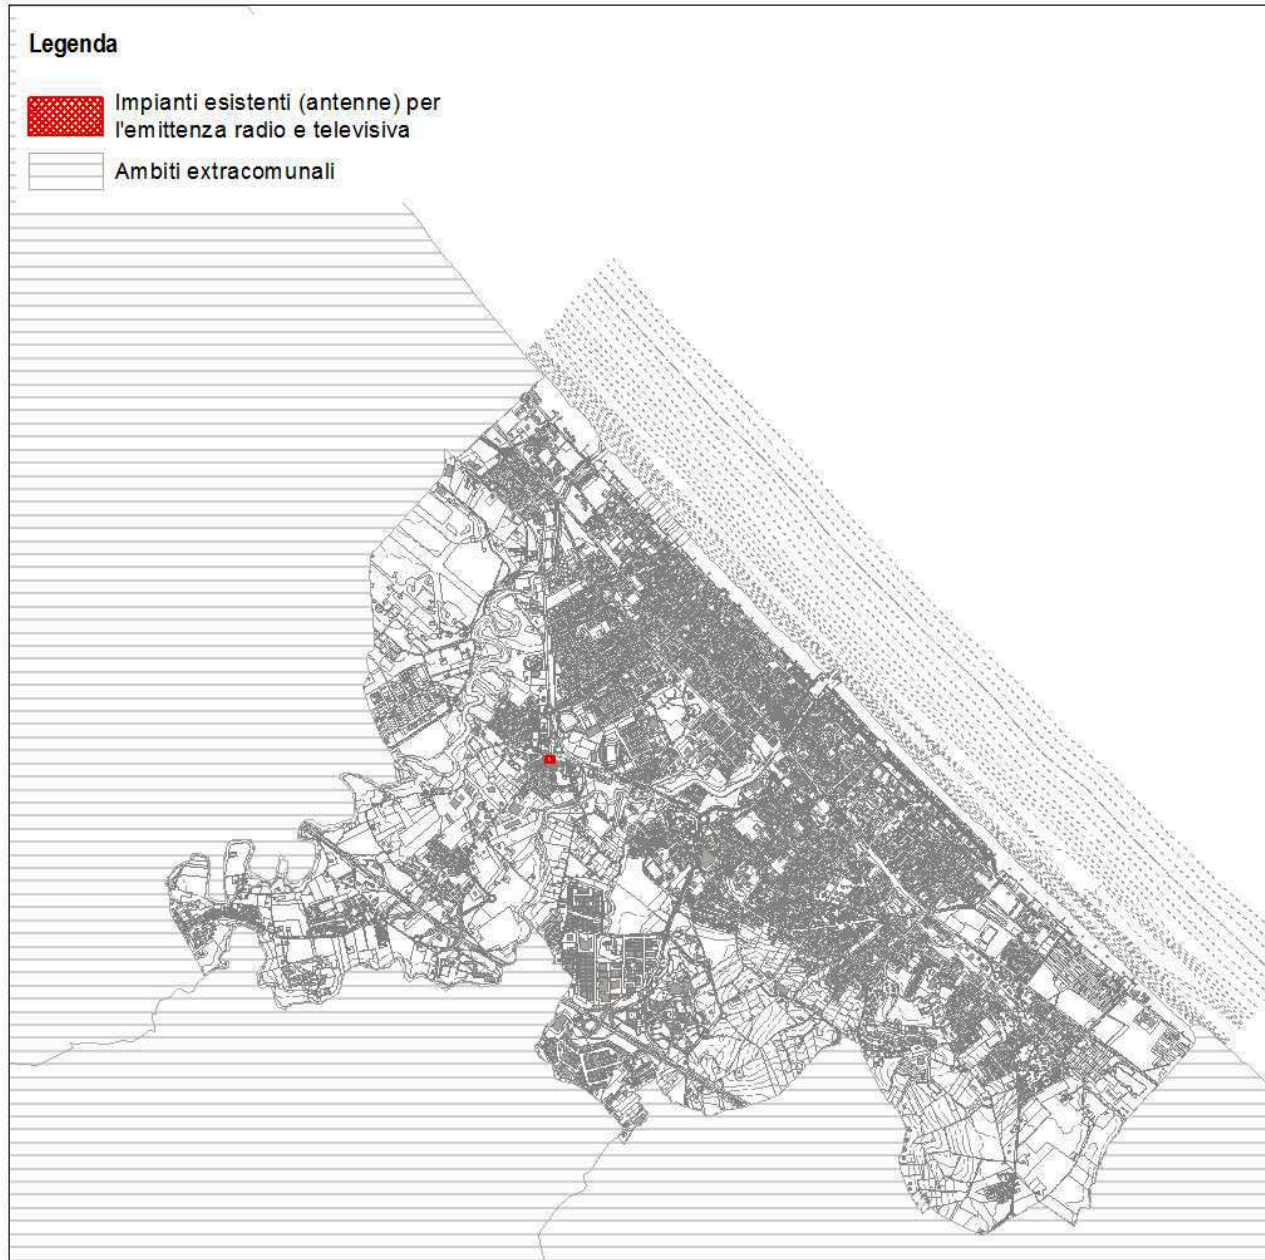 Legenda
Impianti esistenti (antenne) per
l'emittenza radio e televisiva
Ambiti extracomunali